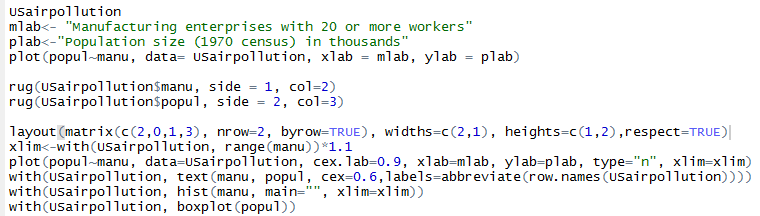 USairpollution
mlab<- "Manufacturing enterprises with 20 or more workers"
plab<-"Population size (1970 census) in thousands"
plot(popul~manu, data= USairpollution, xlab = mlab, ylab = plab)
rug(USairpollution$manu, side = 1, col=2)
rug(USairpollution$popul, side = 2, col=3)
layout(matrix(c(2,0,1,3), nrow=2, byrow=TRUE), widths=c(2,1), heights=c(1,2),respect=TRUE)
xlim<-with(USairpollution, range(manu))*1.1
plot(popul~manu, data=USairpollution, cex.lab=0.9, xlab=mlab, ylab=plab, type="n", xlim=xlim)
with(USairpollution, text(manu, popul, cex=0.6,labels=abbreviate(row.names(USairpollution))))
with(USairpollution, hist(manu, main="", xlim=xlim))
with(USairpollution, boxplot(popul))